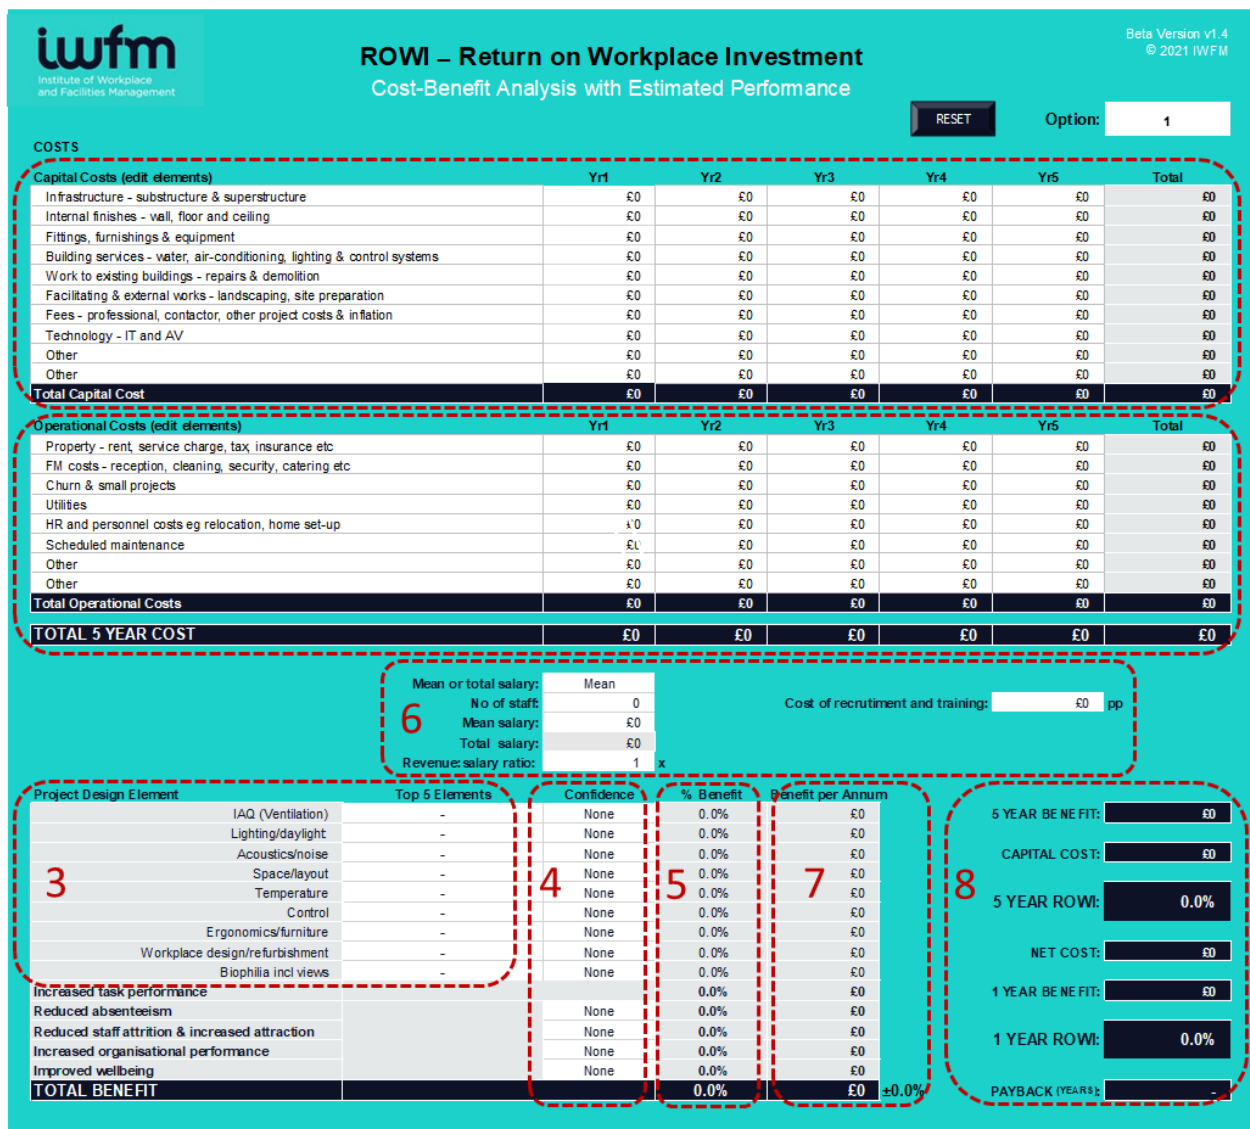 iwfm
Institute of Workplace
and Facilities Management
Beta Version v1.4
© 2021 IWFM
ROWI – Return on Workplace Investment
Cost-Benefit Analysis with Estimated Performance
RESET Option: 1
COSTS
Capital Costs (edit elements) Yr1 Yr2 Yr3 Yr4 Yr5 Total
Infrastructure - substructure & superstructure £0 £0 £0 £0 £0 £0
Internal finishes - wall, floor and ceiling £0 £0 £0 £0 £0 £0
Fittings, furnishings & equipment £0 £0 £0 £0 £0 £0
Building services - water, air-conditioning, lighting & control systems £0 £0 £0 £0 £0 £0
Work to existing buildings - repairs & demolition £0 £0 £0 £0 £0 £0
Facilitating & external works - landscaping, site preparation £0 £0 £0 £0 £0 £0
Fees - professional, contactor, other project costs & inflation £0 £0 £0 £0 £0 £0
Technology - IT and AV £0 £0 £0 £0 £0 £0
Other £0 £0 £0 £0 £0 £0
Other £0 £0 £0 £0 £0 £0
Total Capital Cost £0 £0 £0 £0 £0 £0
Operational Costs (edit elements) Yr1 Yr2 Yr3 Yr4 Yr5 Total
Property - rent, service charge, tax, insurance etc £0 £0 £0 £0 £0 £0
FM costs - reception, cleaning, security, catering etc £0 £0 £0 £0 £0 £0
Churn & small projects £0 £0 £0 £0 £0 £0
Utilities £0 £0 £0 £0 £0 £0
HR and personnel costs eg relocation, home set-up £0 £0 £0 £0 £0 £0
Scheduled maintenance £0 £0 £0 £0 £0 £0
Other £0 £0 £0 £0 £0 £0
Other £0 £0 £0 £0 £0 £0
Total Operational Costs £0 £0 £0 £0 £0 £0
TOTAL 5 YEAR COST £0 £0 £0 £0 £0 £0
6
Mean or total salary: Mean
No of staff: 0 Cost of recrutiment and training: £0 pp
Mean salary: £0
Total salary: £0
Revenue:salary ratio: 1 x
Project Design Element Top 5 Elements Confidence % Benefit Benefit per Annum
IAQ (Ventilation) - None 0.0% £0
Lighting/daylight - None 0.0% £0
Acoustics/noise - None 0.0% £0
Space/layout - None 0.0% £0
Temperature - None 0.0% £0
Control - None 0.0% £0
Ergonomics/furniture - None 0.0% £0
Workplace design/refurbishment - None 0.0% £0
Biophilia incl views - None 0.0% £0
Increased task performance 0.0% £0
Reduced absenteeism None 0.0% £0
Reduced staff attrition & increased attraction None 0.0% £0
Increased organisational performance None 0.0% £0
Improved wellbeing None 0.0% £0
TOTAL BENEFIT 0.0% £0 ±0.0%
3 4 5 7 8
5 YEAR BENEFIT: £0
CAPITAL COST: £0
5 YEAR ROWI: 0.0%
NET COST: £0
1 YEAR BENEFIT: £0
1 YEAR ROWI: 0.0%
PAYBACK (YEARS): -